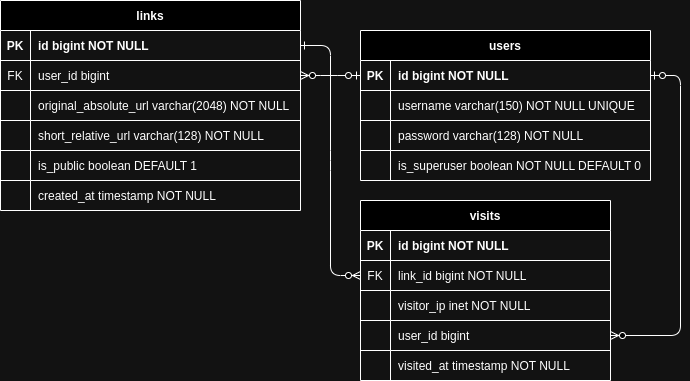 links
PK id bigint NOT NULL
FK user_id bigint
original_absolute_url varchar(2048) NOT NULL
short_relative_url varchar(128) NOT NULL
is_public boolean DEFAULT 1
created_at timestamp NOT NULL
users
PK id bigint NOT NULL
username varchar(150) NOT NULL UNIQUE
password varchar(128) NOT NULL
is_superuser boolean NOT NULL DEFAULT 0
visits
PK id bigint NOT NULL
FK link_id bigint NOT NULL
visitor_ip inet NOT NULL
user_id bigint
visited_at timestamp NOT NULL